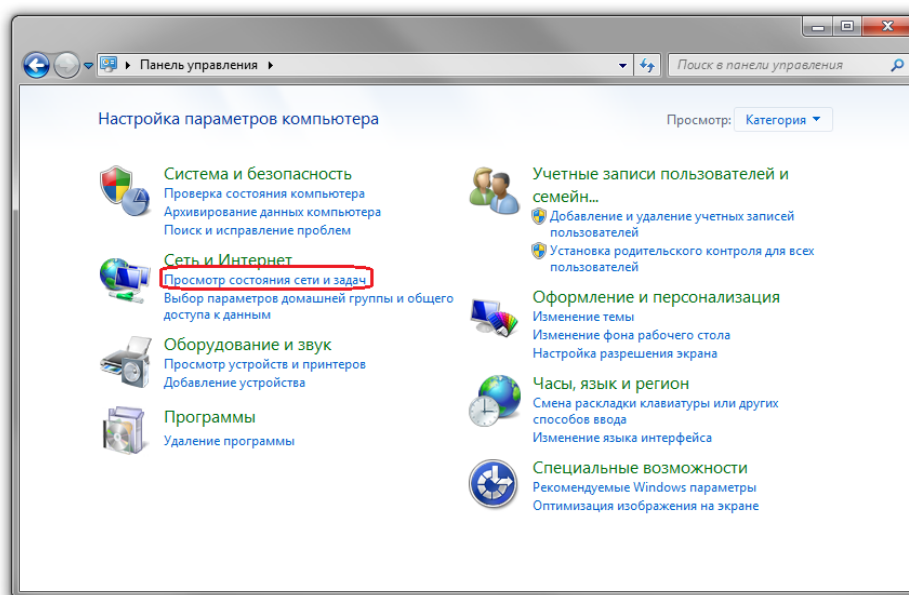 Панель управления
Поиск в панели управления
Настройка параметров компьютера
Просмотр: Категория
Система и безопасность
Проверка состояния компьютера
Архивирование данных компьютера
Поиск и исправление проблем
Сеть и Интернет
Просмотр состояния сети и задач
Выбор параметров домашней группы и общего
доступа к данным
Оборудование и звук
Просмотр устройств и принтеров
Добавление устройства
Программы
Удаление программы
Учетные записи пользователей и
семейн...
Добавление и удаление учетных записей
пользователей
Установка родительского контроля для всех
пользователей
Оформление и персонализация
Изменение темы
Изменение фона рабочего стола
Настройка разрешения экрана
Часы, язык и регион
Смена раскладки клавиатуры или других
способов ввода
Изменение языка интерфейса
Специальные возможности
Рекомендуемые Windows параметры
Оптимизация изображения на экране